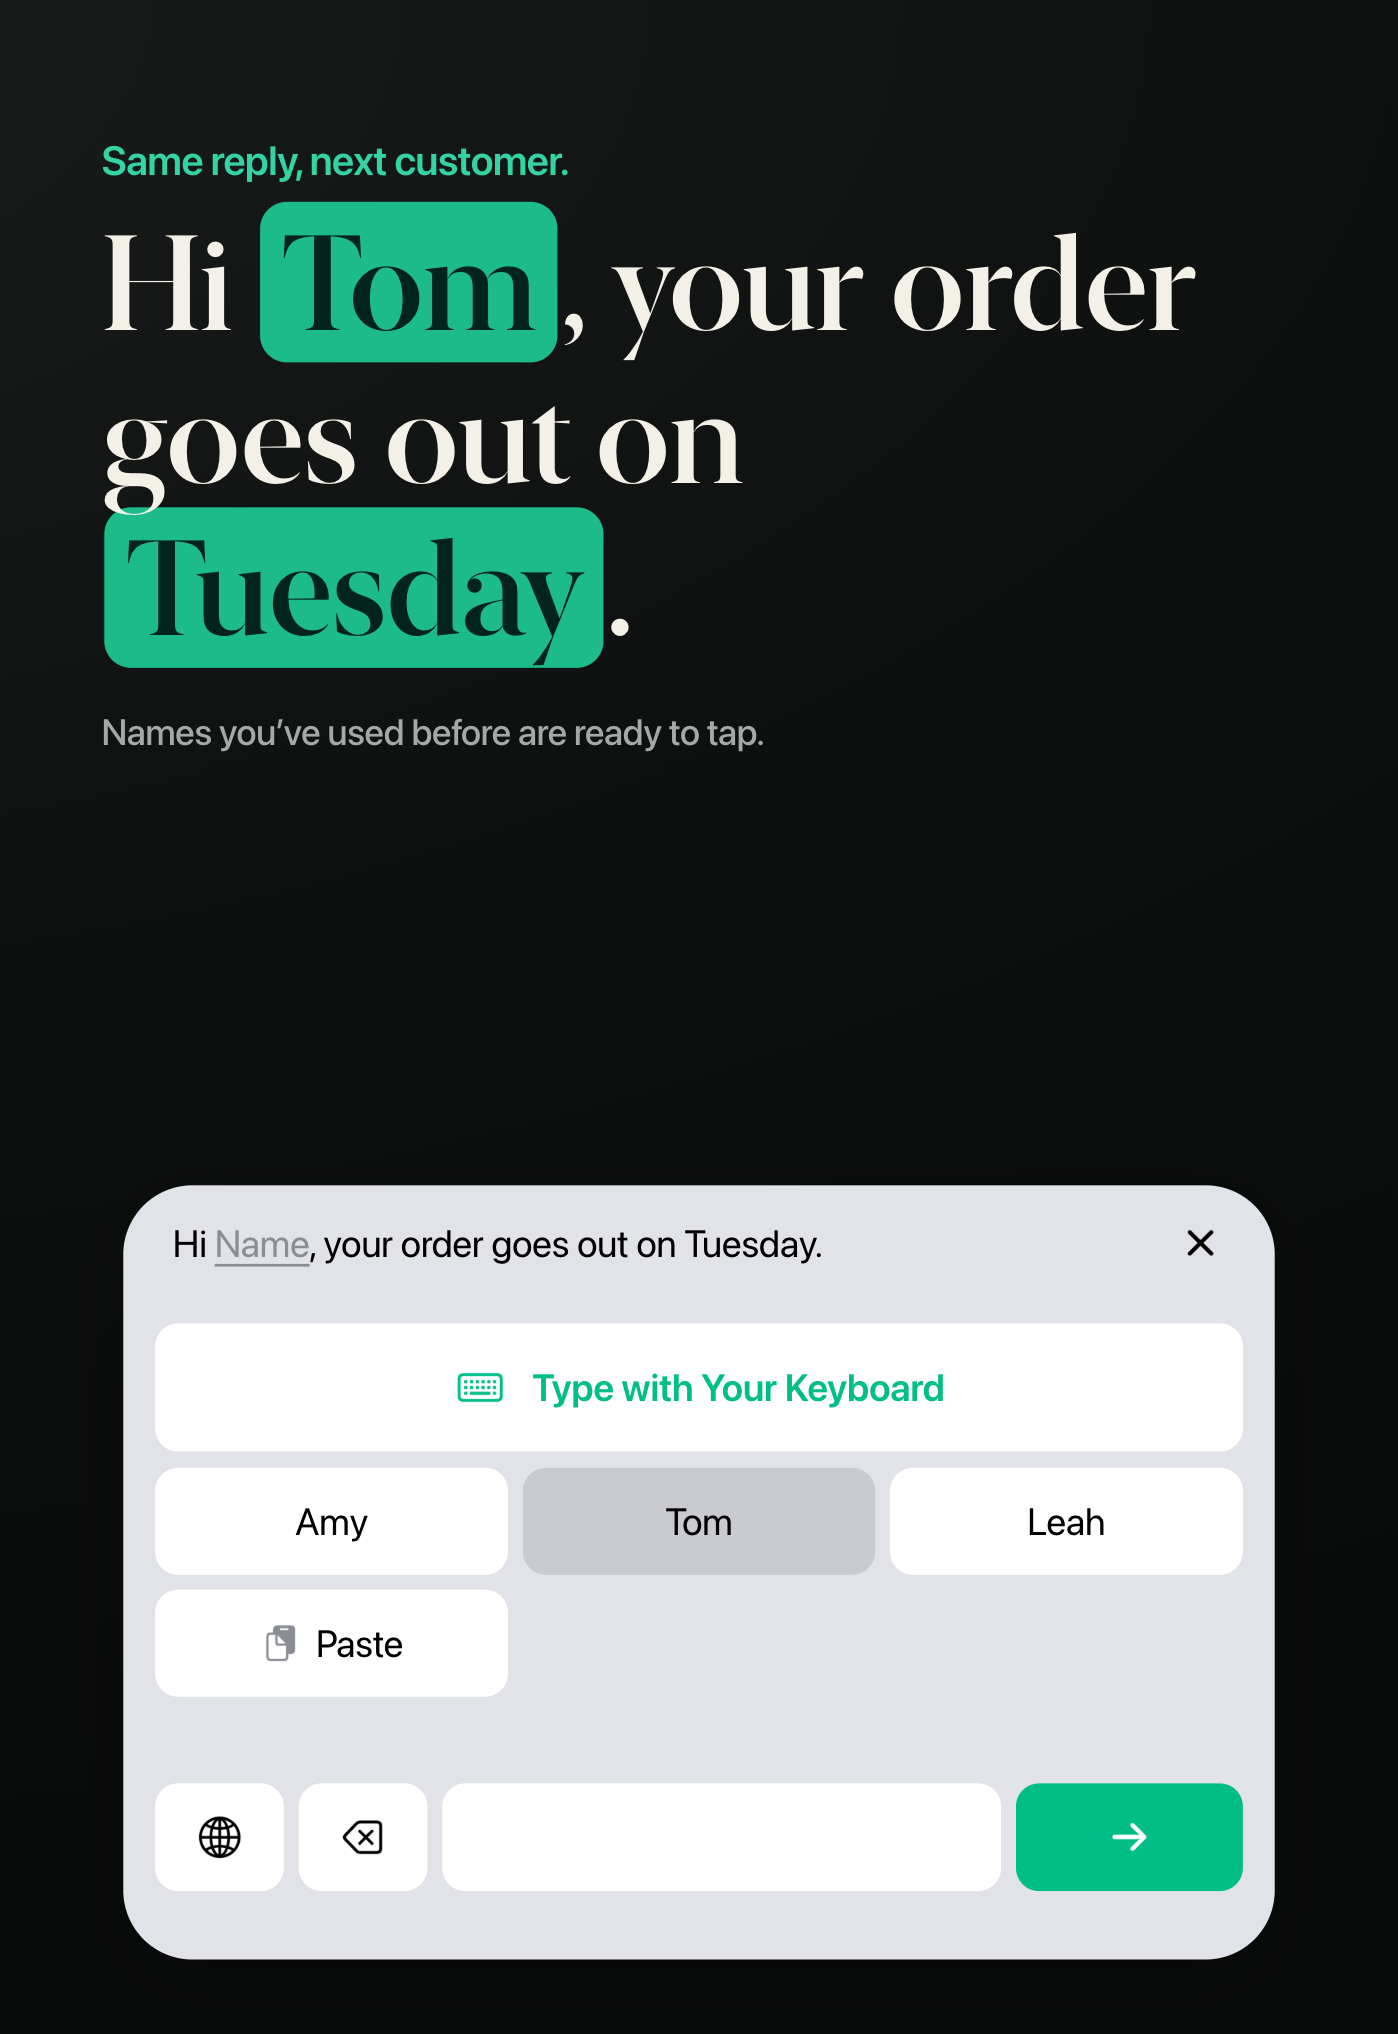 Same reply, next customer.
Hi Tom, your order
goes out on
Tuesday.
Names you’ve used before are ready to tap.
Hi Name, your order goes out on Tuesday.
Type with Your Keyboard
Amy
Tom
Leah
Paste